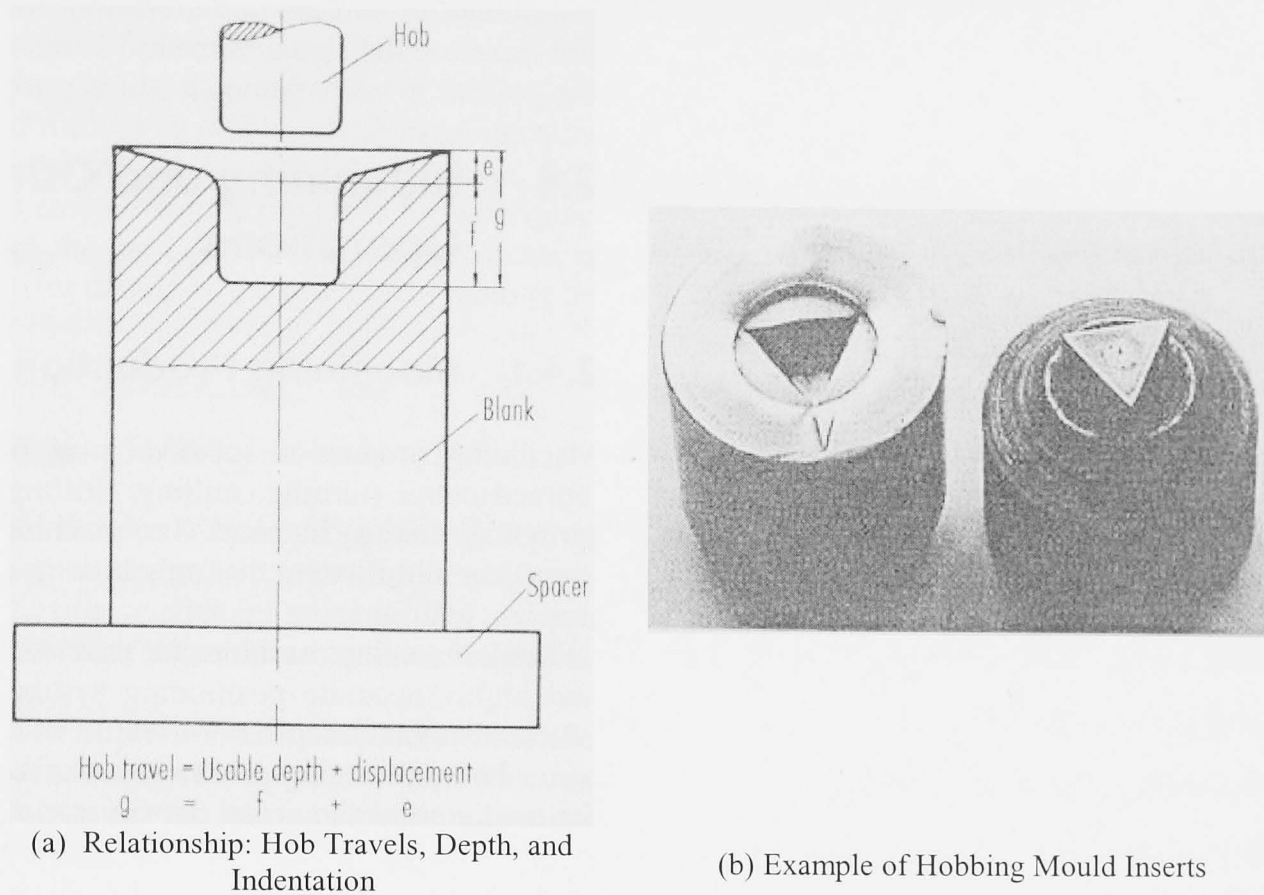 Hob
e
f
g
Blank
Spacer
Hob travel = Usable depth + displacement
g = f + e
(a) Relationship: Hob Travels, Depth, and
Indentation
V
(b) Example of Hobbing Mould Inserts